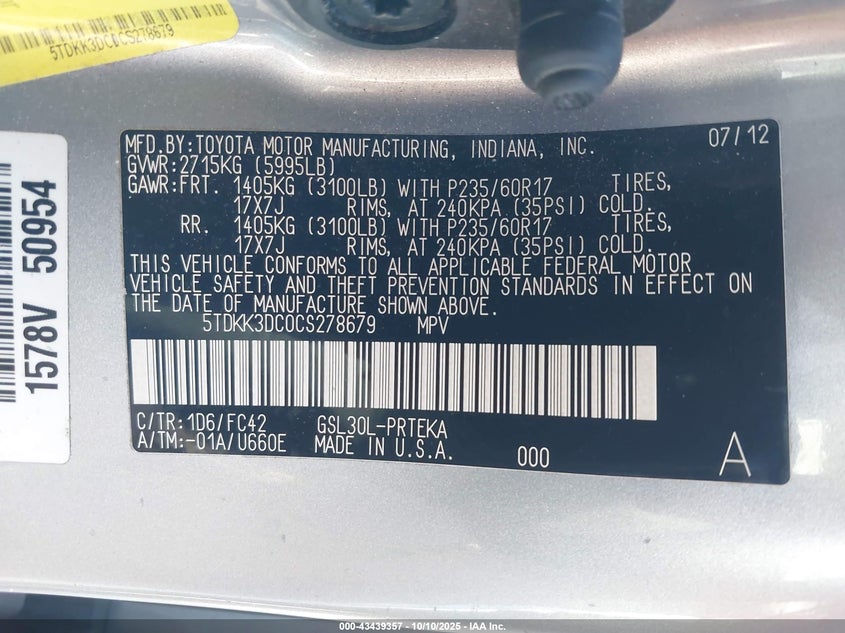 5TDKK3DC0CS278679
1578V 50954
MFD.BY:TOYOTA MOTOR MANUFACTURING, INDIANA, INC. 07/12
GVWR:2715KG (5995LB)
GAWR:FRT. 1405KG (3100LB) WITH P235/60R17 TIRES,
17X7J RIMS, AT 240KPA (35PSI) COLD.
RR. 1405KG (3100LB) WITH P235/60R17 TIRES,
17X7J RIMS, AT 240KPA (35PSI) COLD.
THIS VEHICLE CONFORMS TO ALL APPLICABLE FEDERAL MOTOR
VEHICLE SAFETY AND THEFT PREVENTION STANDARDS IN EFFECT ON
THE DATE OF MANUFACTURE SHOWN ABOVE.
5TDKK3DC0CS278679 MPV
C/TR:1D6/FC42 GSL30L-PRTEKA
A/TM:-01A/U660E MADE IN U.S.A. 000 A
000-43439357 - 10/10/2025 - IAA Inc.